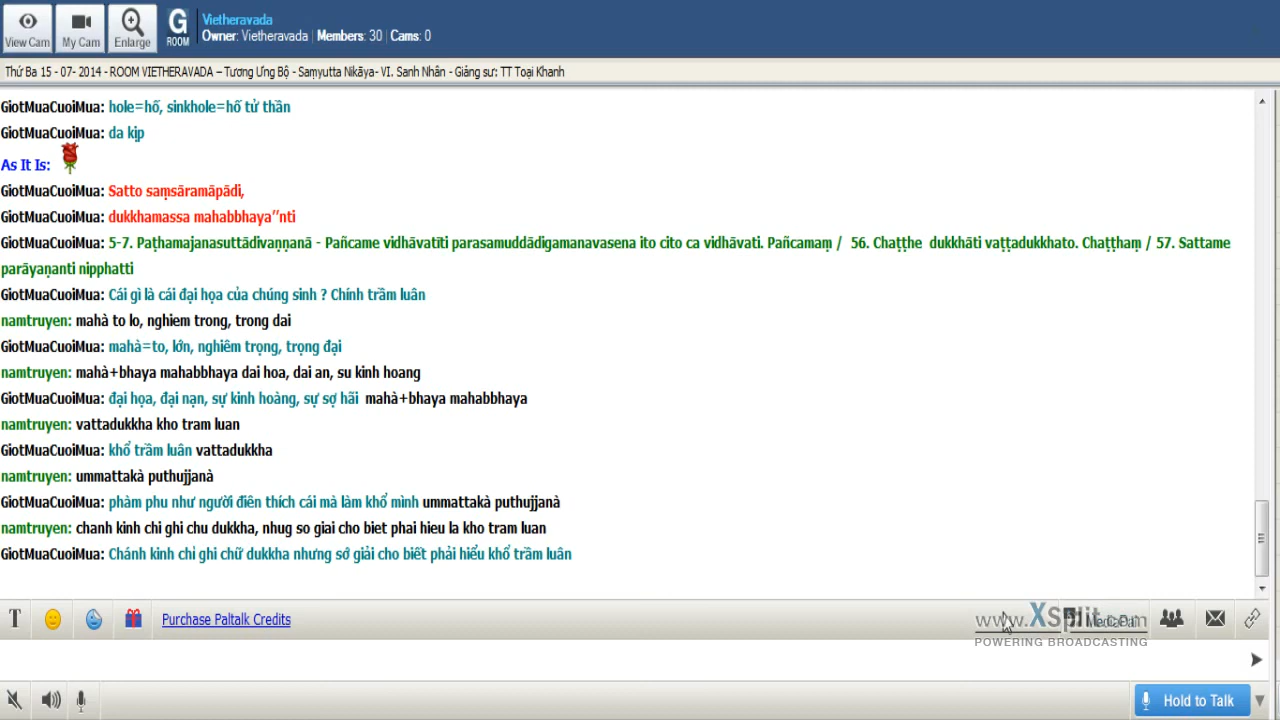 View Cam
My Cam
Enlarge
G
ROOM
Vietheravada
Owner: Vietheravada | Members: 30 | Cams: 0
Thứ Ba 15 - 07- 2014 - ROOM VIETHERAVADA – Tương Ưng Bộ - Saṃyutta Nikāya- VI. Sanh Nhân - Giảng sư: TT Toại Khanh
GiotMuaCuoiMua: hole=hố, sinkhole=hố tử thần
GiotMuaCuoiMua: da kịp
As It Is:
GiotMuaCuoiMua: Satto saṃsāramāpādi,
GiotMuaCuoiMua: dukkhamassa mahabbhaya’’nti
GiotMuaCuoiMua: 5-7. Paṭhamajanasuttādivaṇṇanā - Pañcame vidhāvatīti parasamuddādigamanavasena ito cito ca vidhāvati. Pañcamaṃ / 56. Chaṭṭhe dukkhāti vaṭṭadukkhato. Chaṭṭhaṃ / 57. Sattame
parāyaṇanti nipphatti
GiotMuaCuoiMua: Cái gì là cái đại họa của chúng sinh ? Chính trầm luân
namtruyen: mahà to lo, nghiem trong, trong dai
GiotMuaCuoiMua: mahà=to, lớn, nghiêm trọng, trọng đại
namtruyen: mahà+bhaya mahabbhaya dai hoa, dai an, su kinh hoang
GiotMuaCuoiMua: đại họa, đại nạn, sự kinh hoàng, sự sợ hãi mahà+bhaya mahabbhaya
namtruyen: vattadukkha kho tram luan
GiotMuaCuoiMua: khổ trầm luân vattadukkha
namtruyen: ummattakà puthujjanà
GiotMuaCuoiMua: phàm phu như người điên thích cái mà làm khổ mình ummattakà puthujjanà
namtruyen: chanh kinh chi ghi chu dukkha, nhug so giai cho biet phai hieu la kho tram luan
GiotMuaCuoiMua: Chánh kinh chỉ ghi chữ dukkha nhưng sớ giải cho biết phải hiểu khổ trầm luân
T
Purchase Paltalk Credits
www.XSplit.com
POWERING BROADCASTING
Hold to Talk